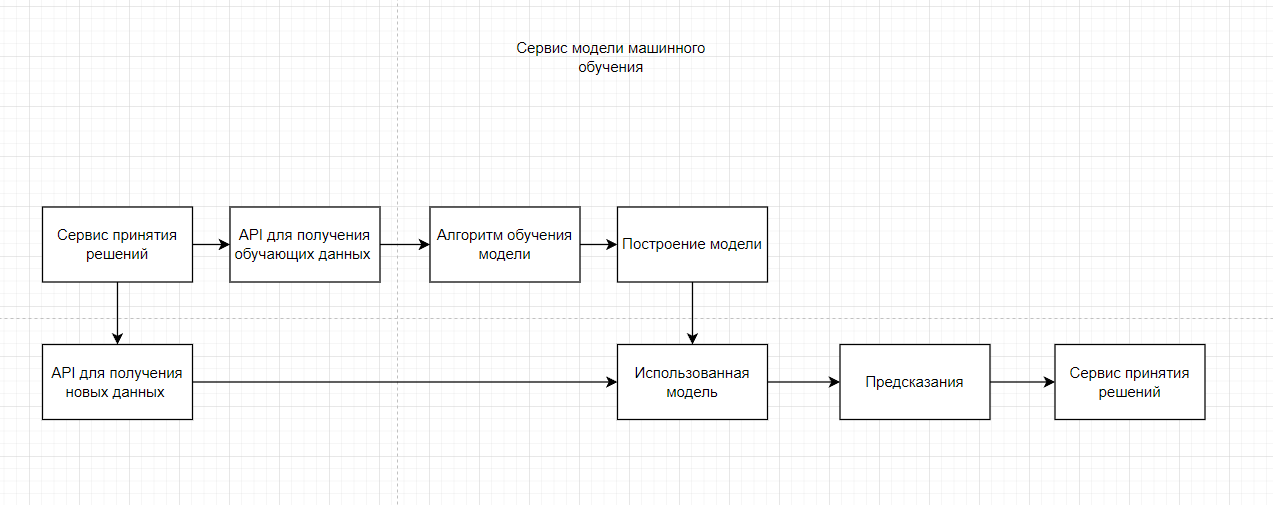 Сервис модели машинного
обучения
Сервис принятия
решений
API для получения
обучающих данных
Алгоритм обучения
модели
Построение модели
API для получения
новых данных
Использованная
модель
Предсказания
Сервис принятия
решений